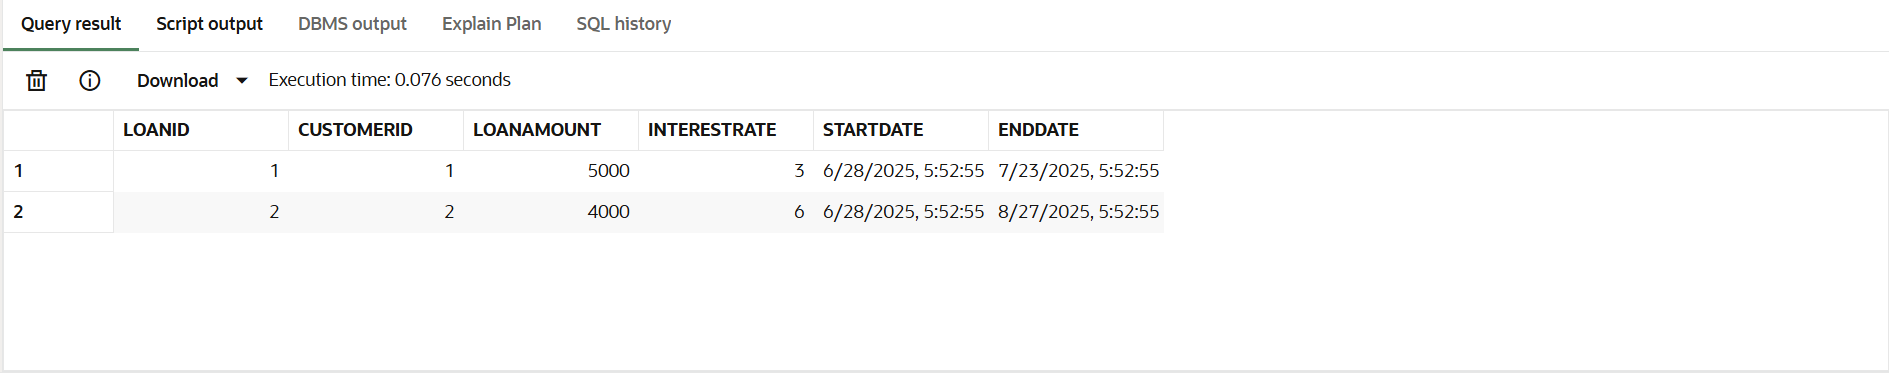 Query result Script output DBMS output Explain Plan SQL history
Download Execution time: 0.076 seconds
LOANID CUSTOMERID LOANAMOUNT INTERESTRATE STARTDATE ENDDATE
1 1 1 5000 3 6/28/2025, 5:52:55 7/23/2025, 5:52:55
2 2 2 4000 6 6/28/2025, 5:52:55 8/27/2025, 5:52:55